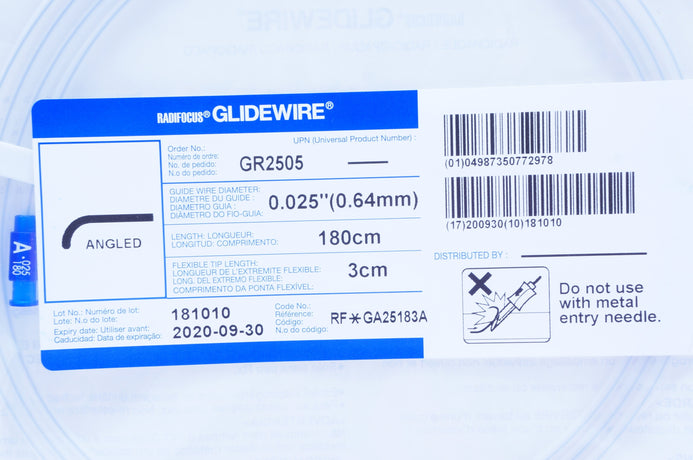 RADIFOCUS® GLIDEWIRE®
UPN (Universal Product Number) :
Order No.:
Numéro de ordre:
No. de pedido:
N.o do pedido:
GR2505
ANGLED
GUIDE WIRE DIAMETER:
DIAMETRE DU GUIDE :
DIAMETRO GUIA :
DIÂMETRO DO FIO-GUIA:
0.025"(0.64mm)
LENGTH: LONGUEUR:
LONGITUD: COMPRIMENTO:
180cm
FLEXIBLE TIP LENGTH:
LONGUEUR DE L'EXTREMITE FLEXIBLE:
LONG. DEL EXTREMO FLEXIBLE:
COMPRIMENTO DA PONTA FLEXÍVEL:
3cm
Lot No.: Numéro de lot:
Lote: N.o do lote:
181010
Expiry date: Utiliser avant:
Caducidad: Data de expiração:
2020-09-30
Code No.:
Référence:
Código:
N.o do código:
RF*GA25183A
(01)04987350772978
(17)200930(10)181010
DISTRIBUTED BY :
Do not use
with metal
entry needle.
A .025
180